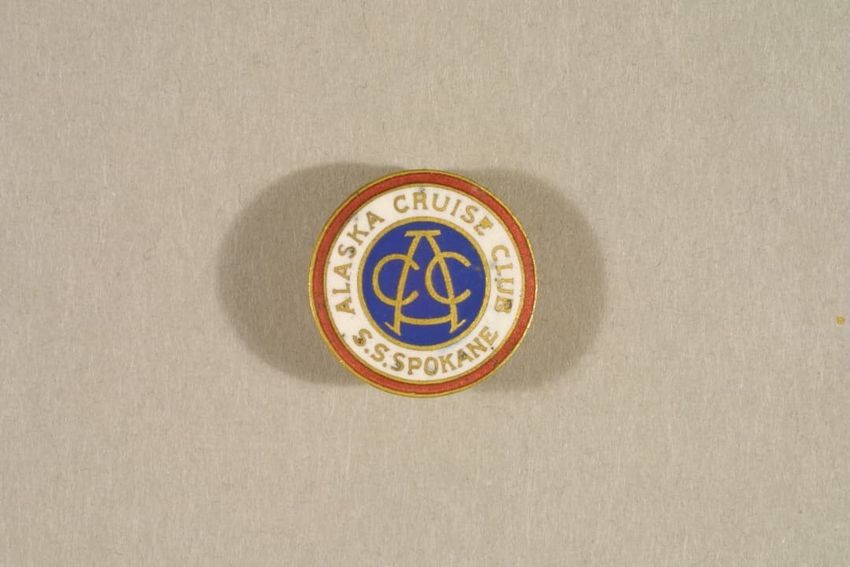 ALASKA CRUISE CLUB
S.S.SPOKANE
ACC